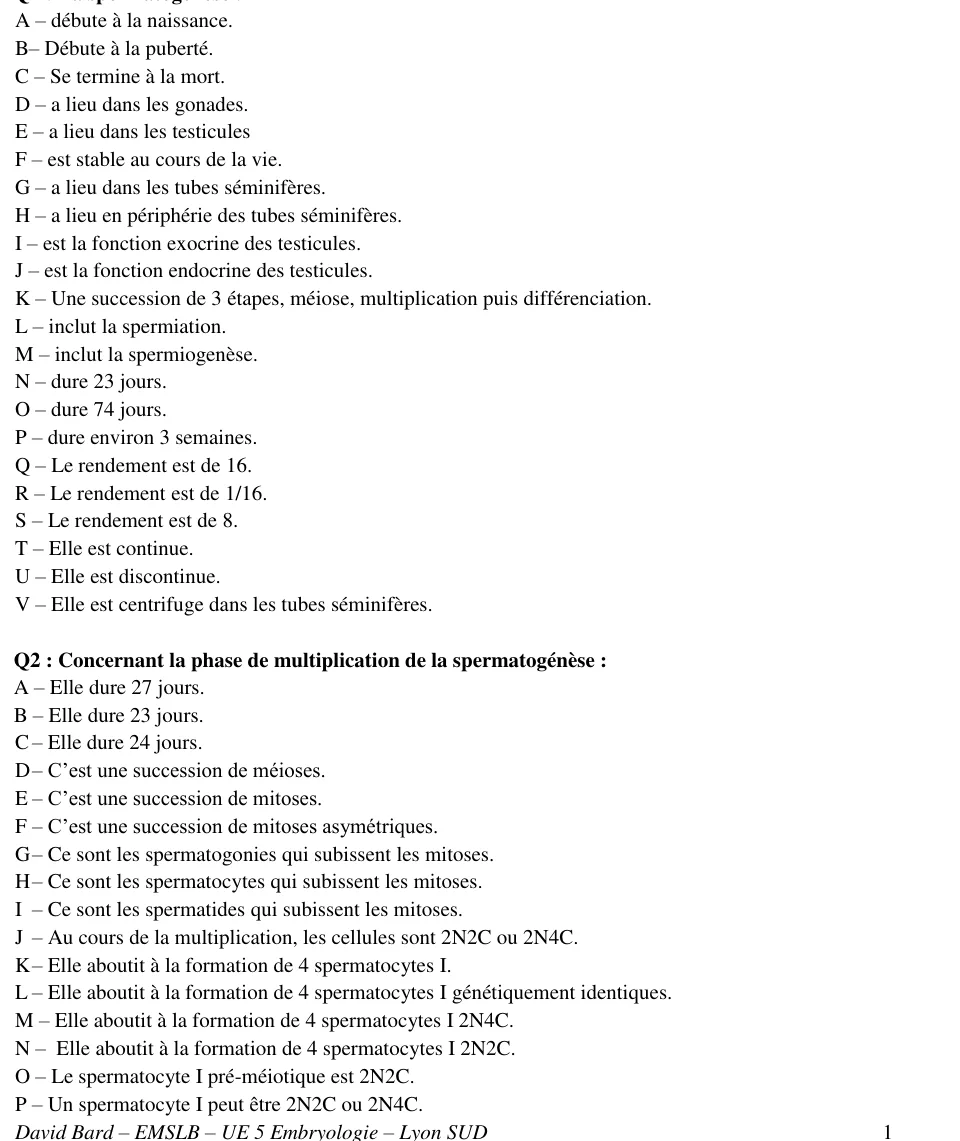 A – débute à la naissance.
B– Débute à la puberté.
C – Se termine à la mort.
D – a lieu dans les gonades.
E – a lieu dans les testicules
F – est stable au cours de la vie.
G – a lieu dans les tubes séminifères.
H – a lieu en périphérie des tubes séminifères.
I – est la fonction exocrine des testicules.
J – est la fonction endocrine des testicules.
K – Une succession de 3 étapes, méiose, multiplication puis différenciation.
L – inclut la spermiation.
M – inclut la spermiogenèse.
N – dure 23 jours.
O – dure 74 jours.
P – dure environ 3 semaines.
Q – Le rendement est de 16.
R – Le rendement est de 1/16.
S – Le rendement est de 8.
T – Elle est continue.
U – Elle est discontinue.
V – Elle est centrifuge dans les tubes séminifères.
Q2 : Concernant la phase de multiplication de la spermatogénèse :
A – Elle dure 27 jours.
B – Elle dure 23 jours.
C – Elle dure 24 jours.
D– C’est une succession de méioses.
E – C’est une succession de mitoses.
F – C’est une succession de mitoses asymétriques.
G– Ce sont les spermatogonies qui subissent les mitoses.
H– Ce sont les spermatocytes qui subissent les mitoses.
I – Ce sont les spermatides qui subissent les mitoses.
J – Au cours de la multiplication, les cellules sont 2N2C ou 2N4C.
K– Elle aboutit à la formation de 4 spermatocytes I.
L – Elle aboutit à la formation de 4 spermatocytes I génétiquement identiques.
M – Elle aboutit à la formation de 4 spermatocytes I 2N4C.
N – Elle aboutit à la formation de 4 spermatocytes I 2N2C.
O – Le spermatocyte I pré-méiotique est 2N2C.
P – Un spermatocyte I peut être 2N2C ou 2N4C.
David Bard – EMSLB – UE 5 Embryologie – Lyon SUD 1